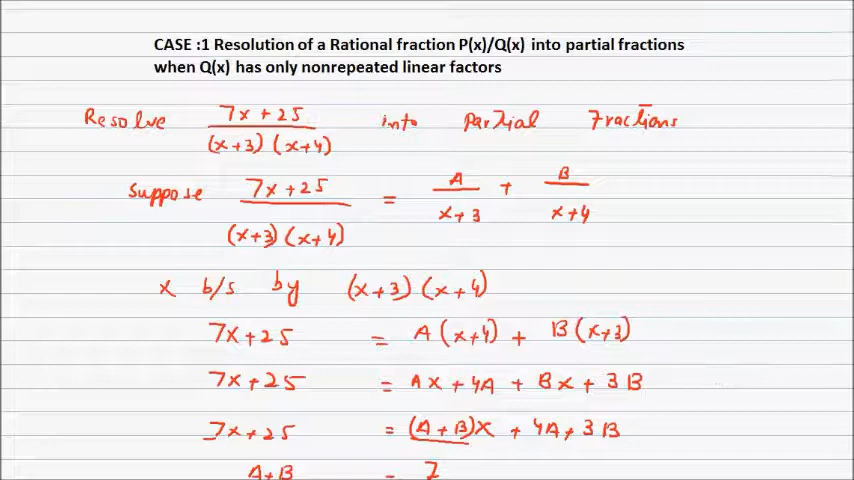 CASE :1 Resolution of a Rational fraction P(x)/Q(x) into partial fractions
when Q(x) has only nonrepeated linear factors
Resolve 7x+25/(x+3)(x+4) into Partial Fractions
Suppose 7x+25/(x+3)(x+4) = A/x+3 + B/x+4
x b/s by (x+3)(x+4)
7x+25 = A(x+4) + B(x+3)
7x+25 = Ax+4A + Bx+3B
7x+25 = (A+B)x + 4A+3B
A+B = 7